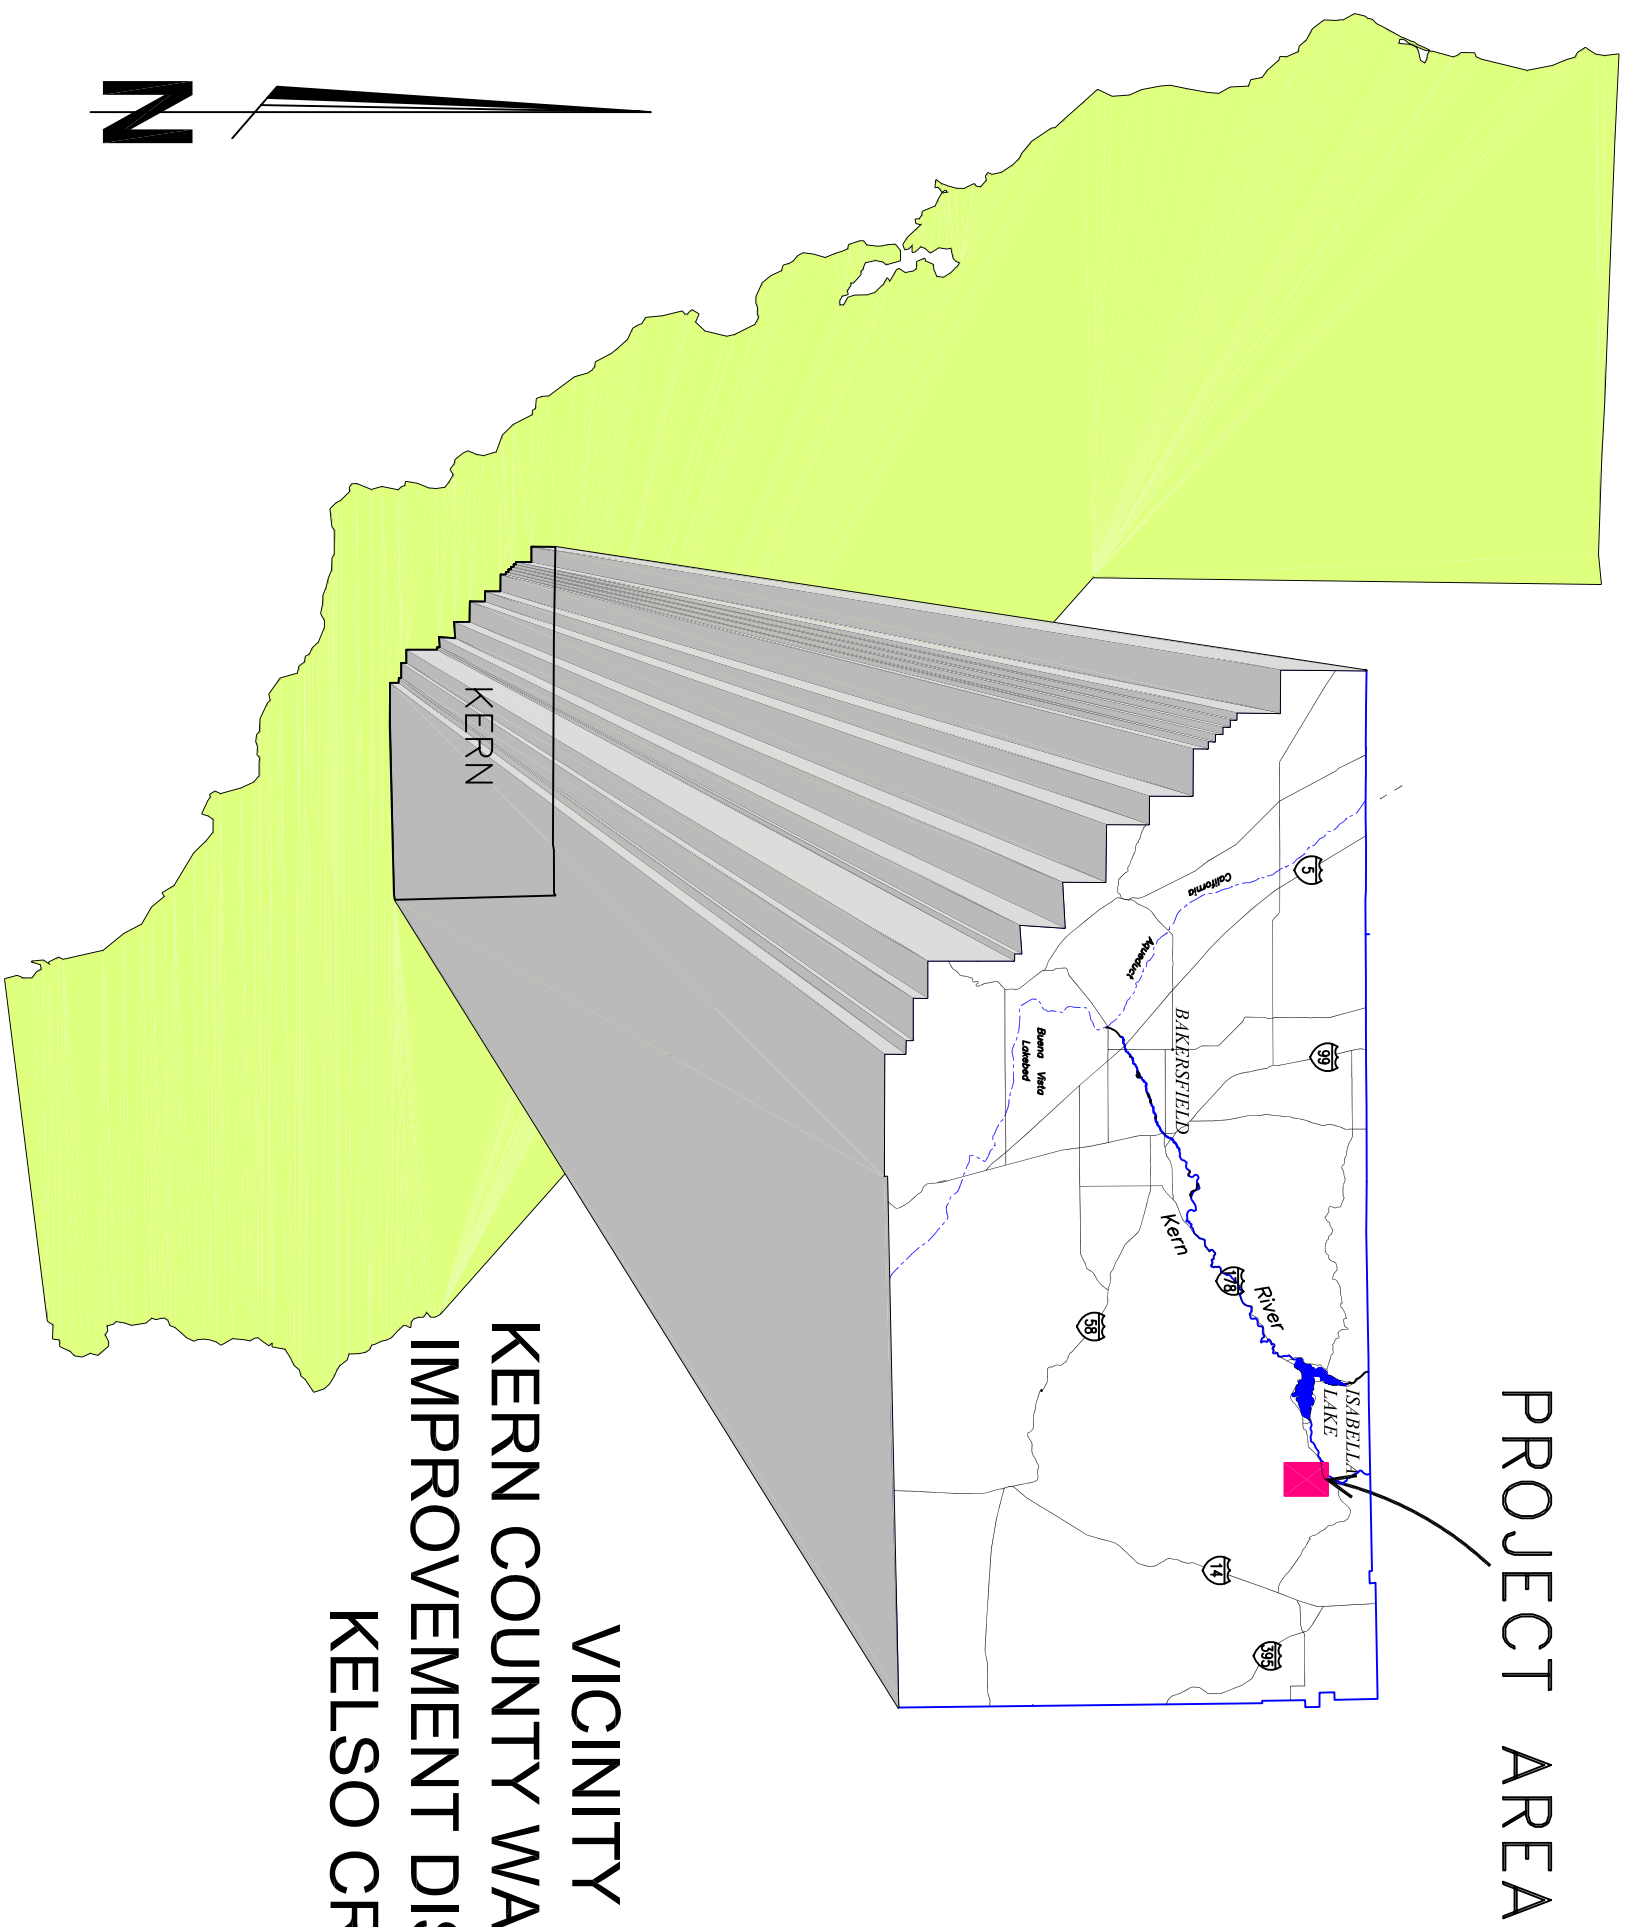 PROJECT AREA
ISABELLA
LAKE
5
99
California
Aqueduct
BAKERSFIELD
178
River
Kern
14
395
58
Buena Vista
Lakebed
KERN
N
VICINITY
KERN COUNTY WA
IMPROVEMENT DIS
KELSO CR